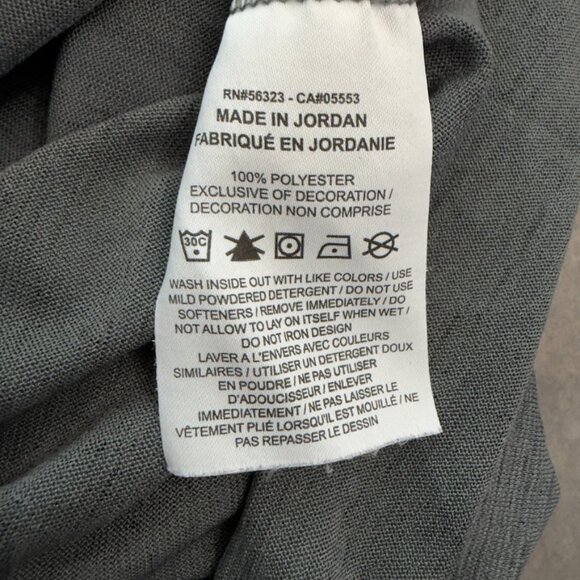 RN#56323 - CA#05553
MADE IN JORDAN
FABRIQUÉ EN JORDANIE
100% POLYESTER
EXCLUSIVE OF DECORATION /
DECORATION NON COMPRISE
30C
WASH INSIDE OUT WITH LIKE COLORS / USE
MILD POWDERED DETERGENT / DO NOT USE
SOFTENERS / REMOVE IMMEDIATELY / DO
NOT ALLOW TO LAY ON ITSELF WHEN WET /
DO NOT IRON DESIGN
LAVER A L'ENVERS AVEC COULEURS
SIMILAIRES / UTILISER UN DETERGENT DOUX
EN POUDRE / NE PAS UTILISER
D'ADOUCISSEUR / ENLEVER
IMMEDIATEMENT / NE PAS LAISSER LE
VÊTEMENT PLIÉ LORSQU'IL EST MOUILLÉ / NE
PAS REPASSER LE DESSIN